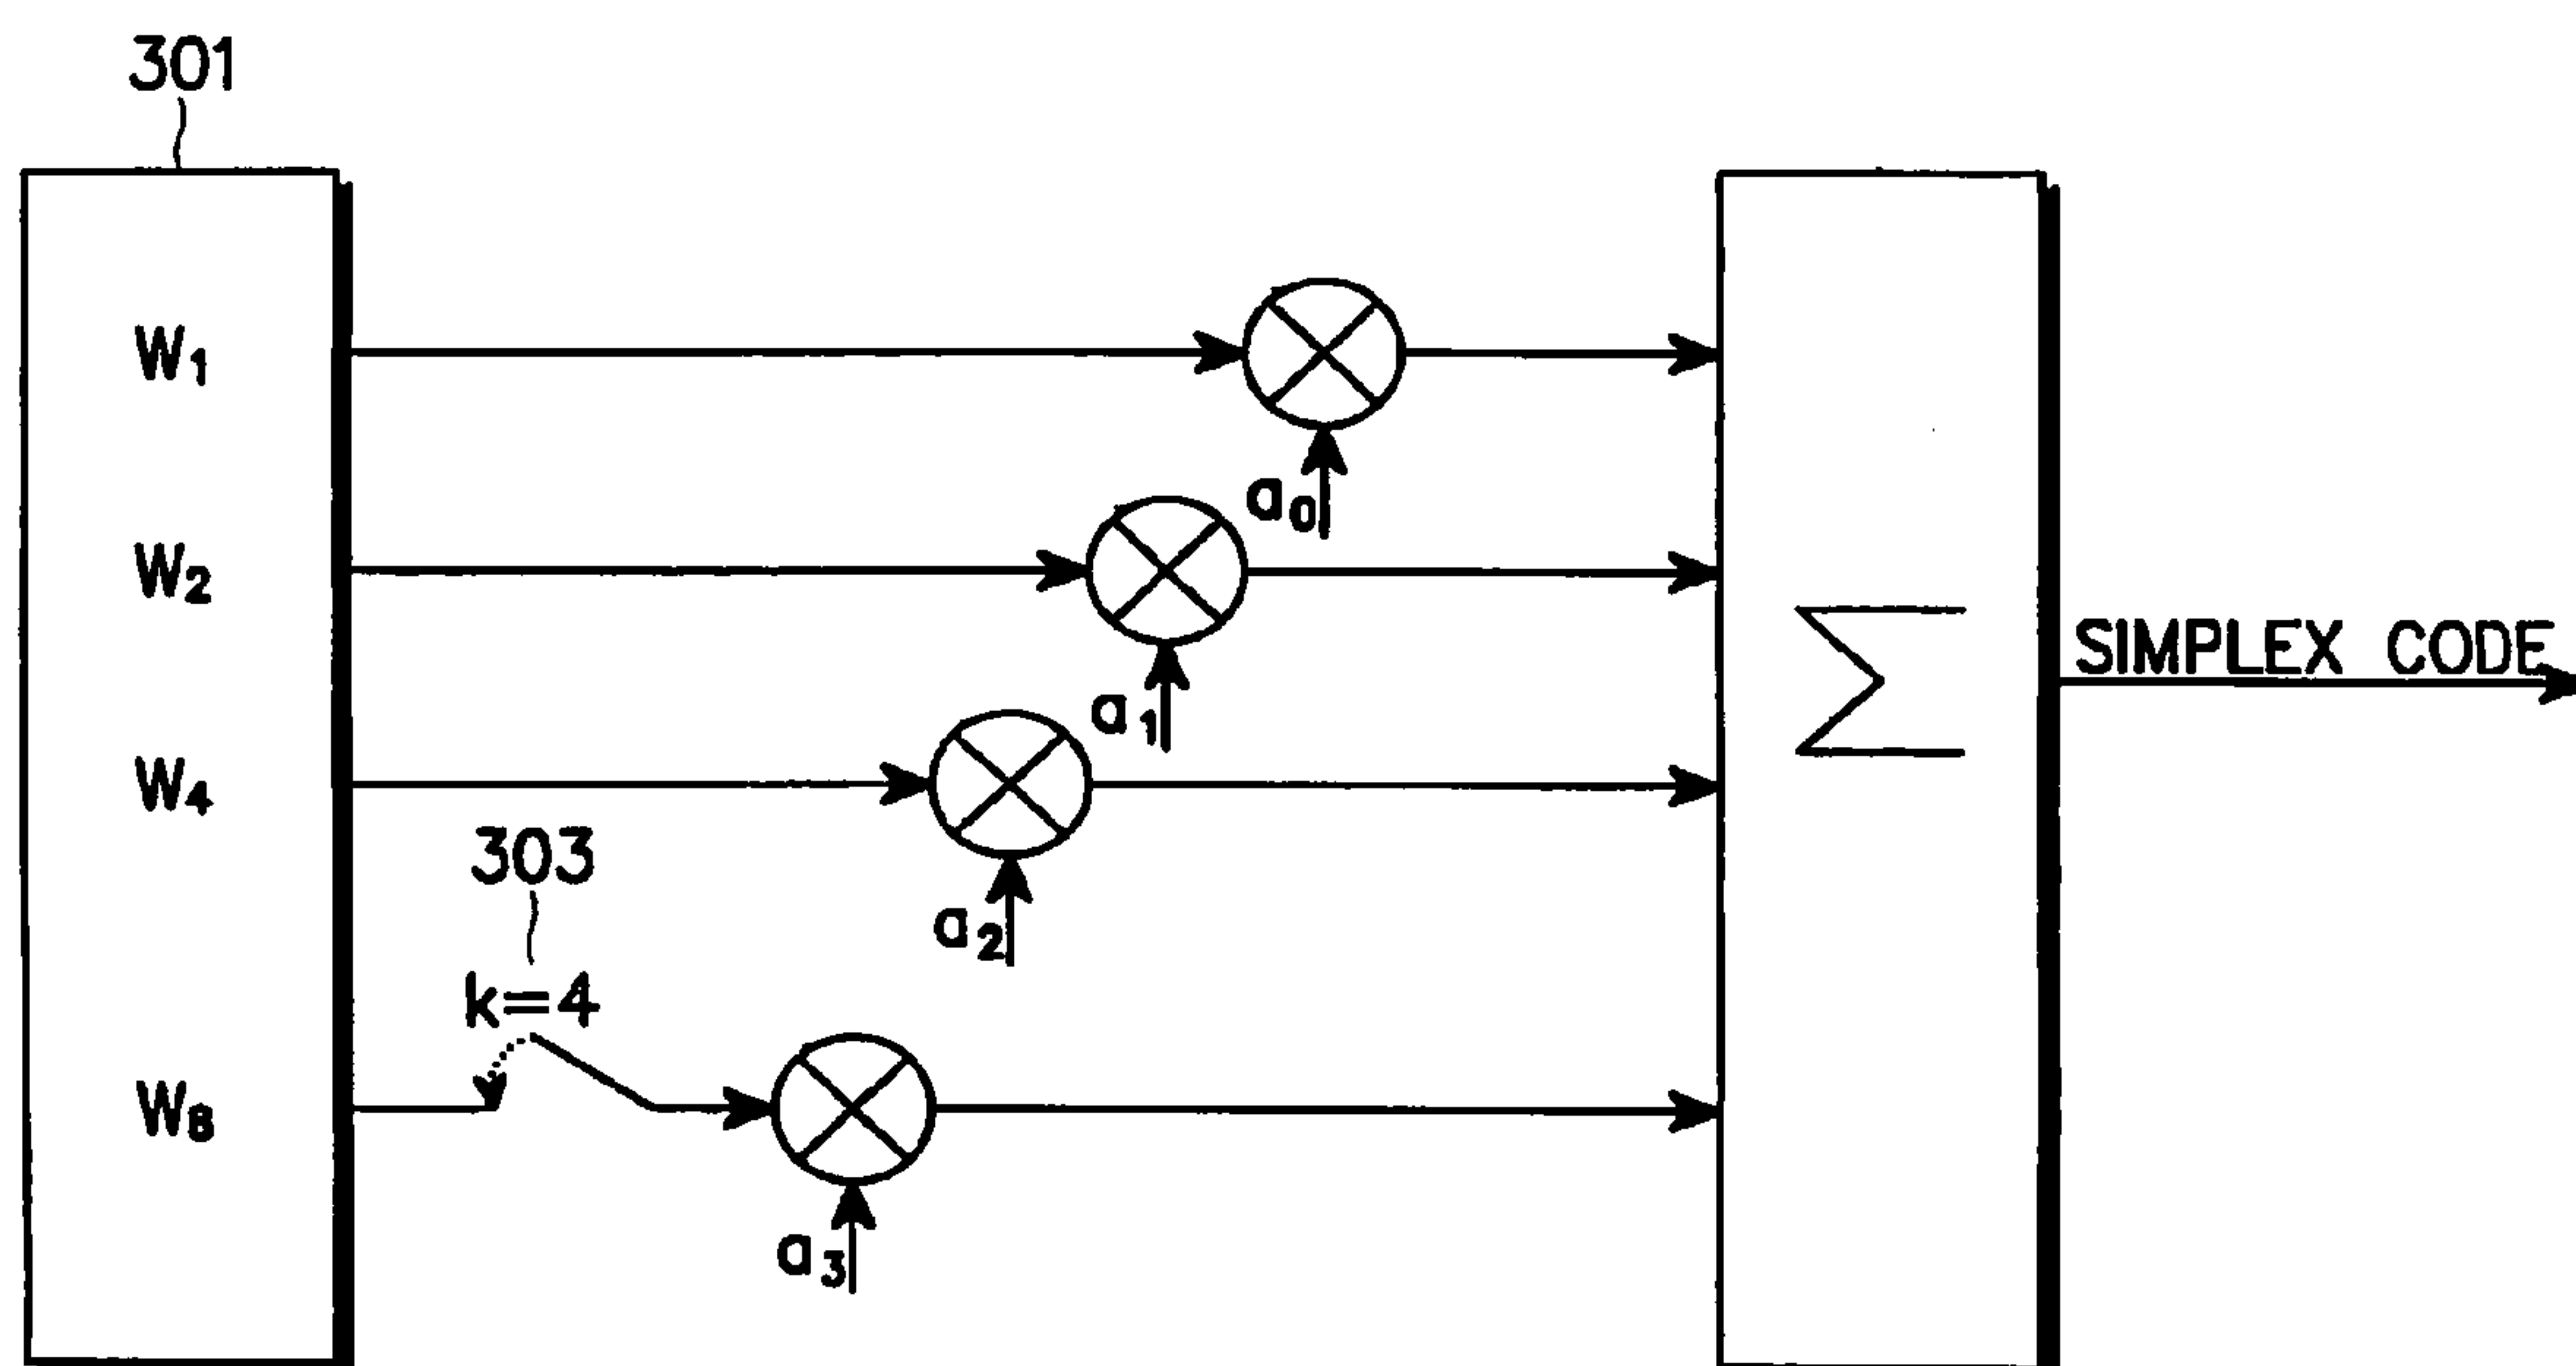 301
W₁
a₀
W₂
a₁
Σ
SIMPLEX CODE
W₄
303
a₂
k=4
W₈
a₃